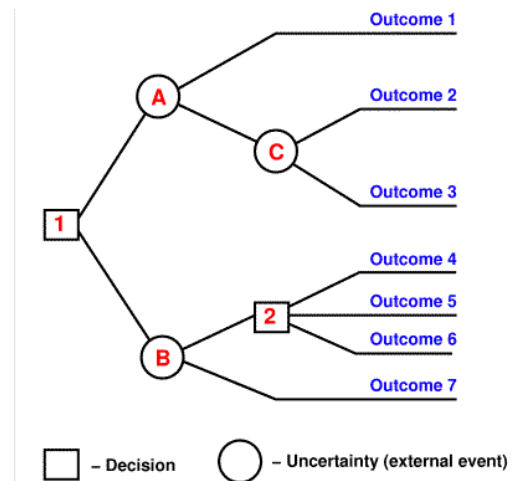 Outcome 1
A
Outcome 2
C
Outcome 3
1
Outcome 4
2
Outcome 5
Outcome 6
B
Outcome 7
– Decision
– Uncertainty (external event)